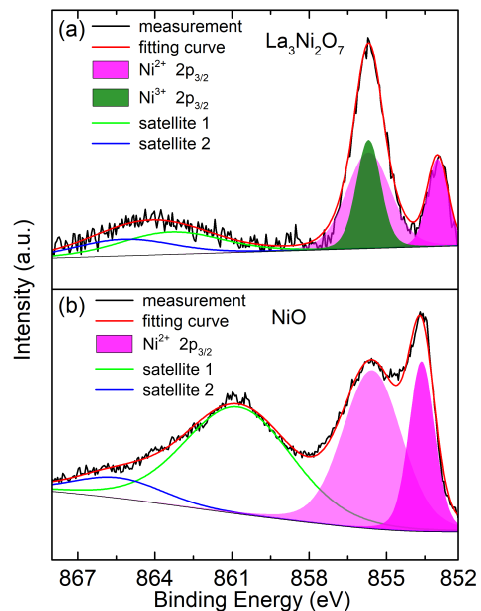 (a)
measurement
fitting curve
La₃Ni₂O₇
Ni²⁺ 2p₃/₂
Ni³⁺ 2p₃/₂
satellite 1
satellite 2
(b)
measurement
fitting curve
NiO
Ni²⁺ 2p₃/₂
satellite 1
satellite 2
Intensity (a.u.)
867 864 861 858 855 852
Binding Energy (eV)